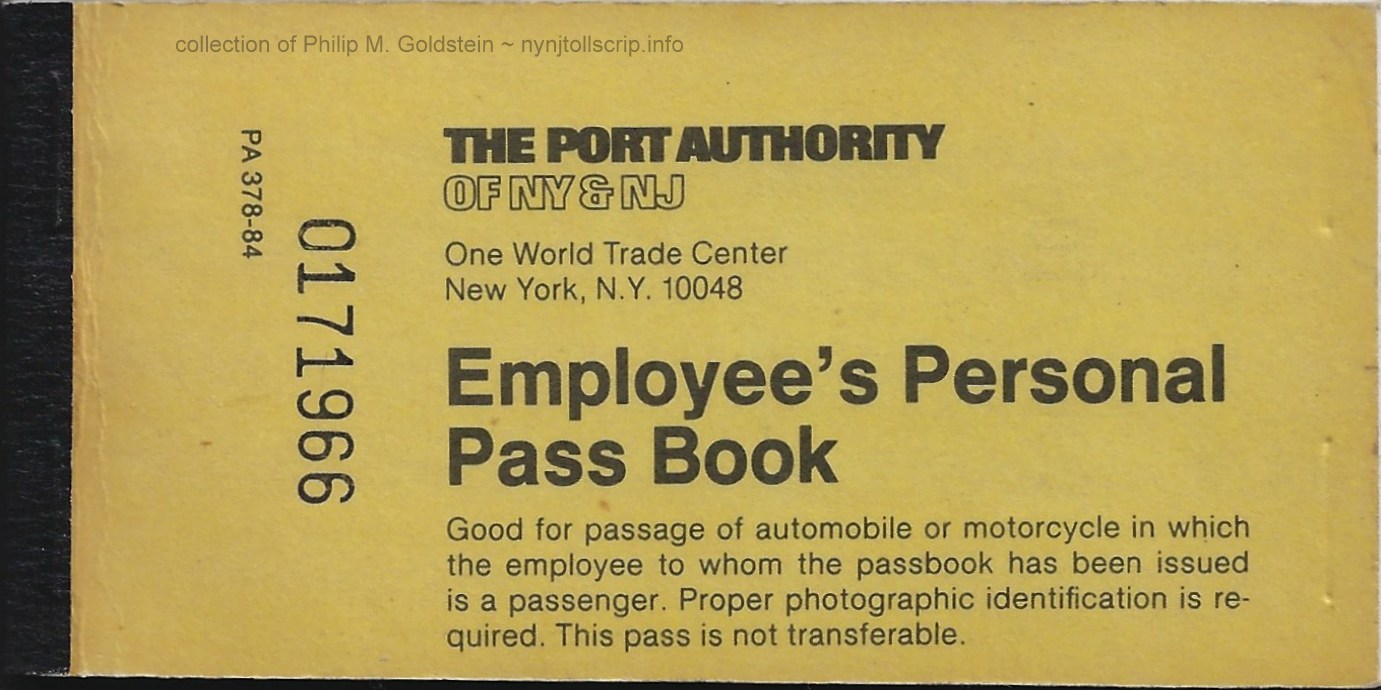 collection of Philip M. Goldstein ~ nynjtollscrip.info
PA 378-84
0171966
THE PORT AUTHORITY
OF NY & NJ
One World Trade Center
New York, N.Y. 10048
Employee's Personal
Pass Book
Good for passage of automobile or motorcycle in which
the employee to whom the passbook has been issued
is a passenger. Proper photographic identification is re-
quired. This pass is not transferable.